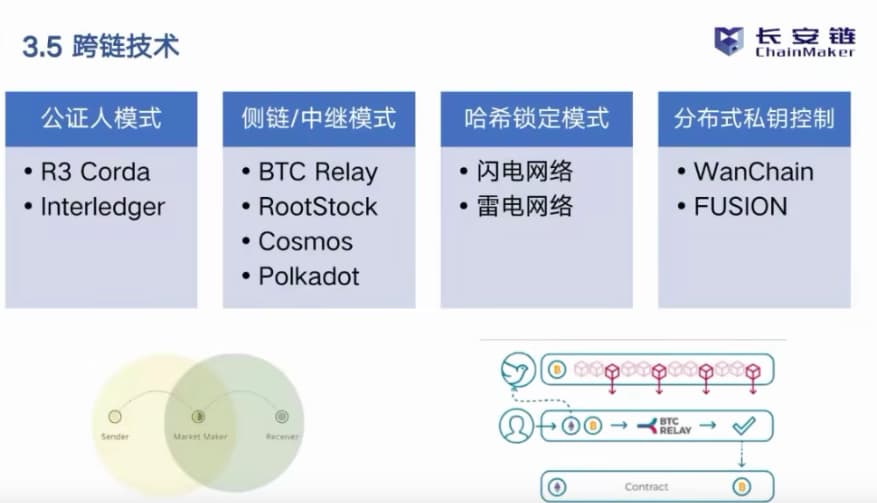 3.5 跨链技术
长安链
ChainMaker
公证人模式
• R3 Corda
• Interledger
侧链/中继模式
• BTC Relay
• RootStock
• Cosmos
• Polkadot
哈希锁定模式
• 闪电网络
• 雷电网络
分布式私钥控制
• WanChain
• FUSION
Sender
Market Maker
Receiver
BTC
RELAY
Contract